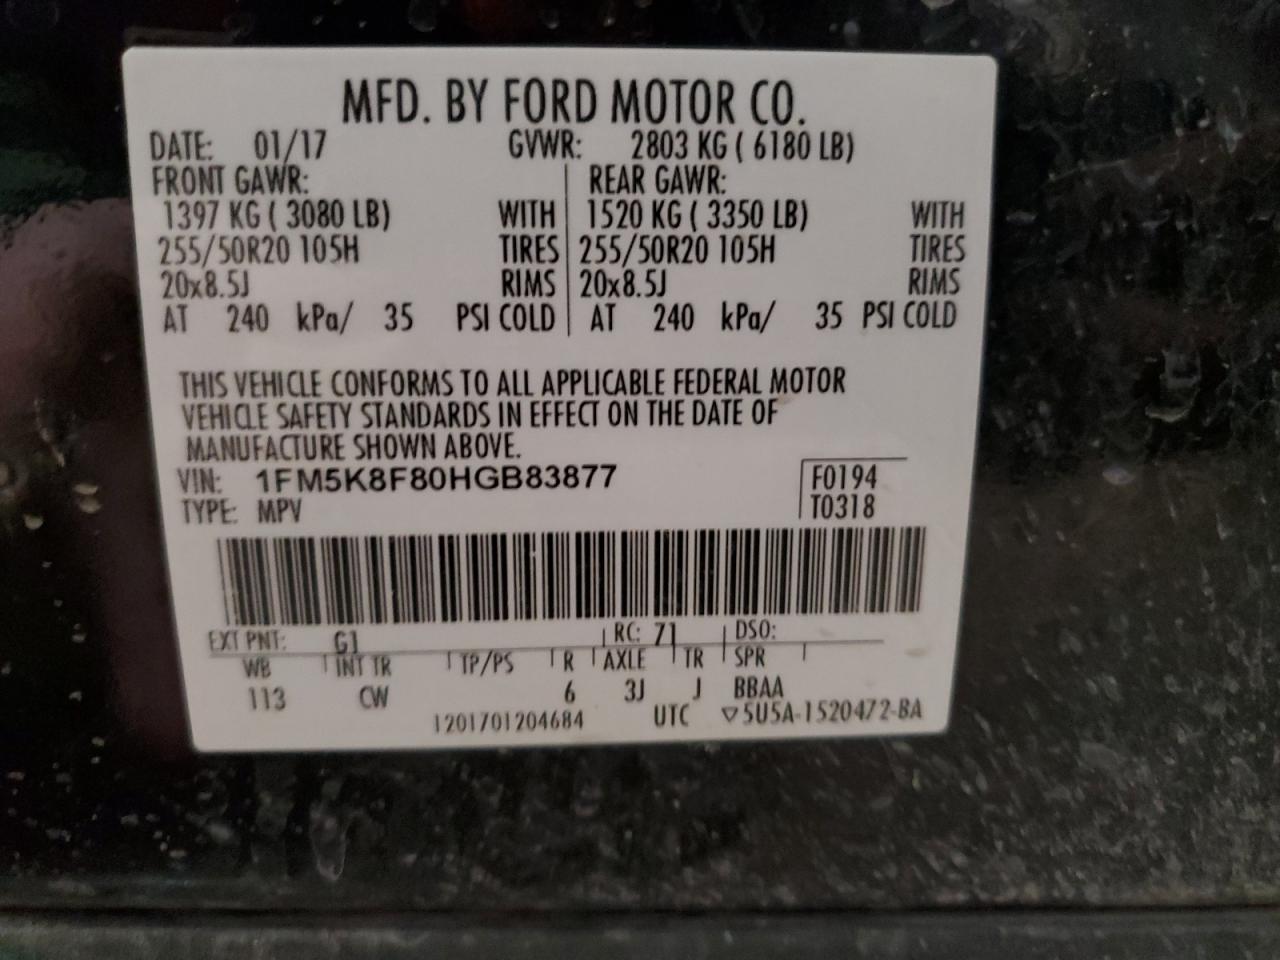 MFD. BY FORD MOTOR CO.
DATE: 01/17 GVWR: 2803 KG ( 6180 LB)
FRONT GAWR: REAR GAWR:
1397 KG ( 3080 LB) WITH 1520 KG ( 3350 LB) WITH
255/50R20 105H TIRES 255/50R20 105H TIRES
20x8.5J RIMS 20x8.5J RIMS
AT 240 kPa/ 35 PSI COLD AT 240 kPa/ 35 PSI COLD
THIS VEHICLE CONFORMS TO ALL APPLICABLE FEDERAL MOTOR
VEHICLE SAFETY STANDARDS IN EFFECT ON THE DATE OF
MANUFACTURE SHOWN ABOVE.
VIN: 1FM5K8F80HGB83877 F0194
TYPE: MPV T0318
EXT PNT: G1 RC: 71 DSO:
WB INT TR TP/PS R AXLE TR SPR
113 CW 6 3J J BBAA
1201701204684 UTC ▽5U5A-1520472-BA